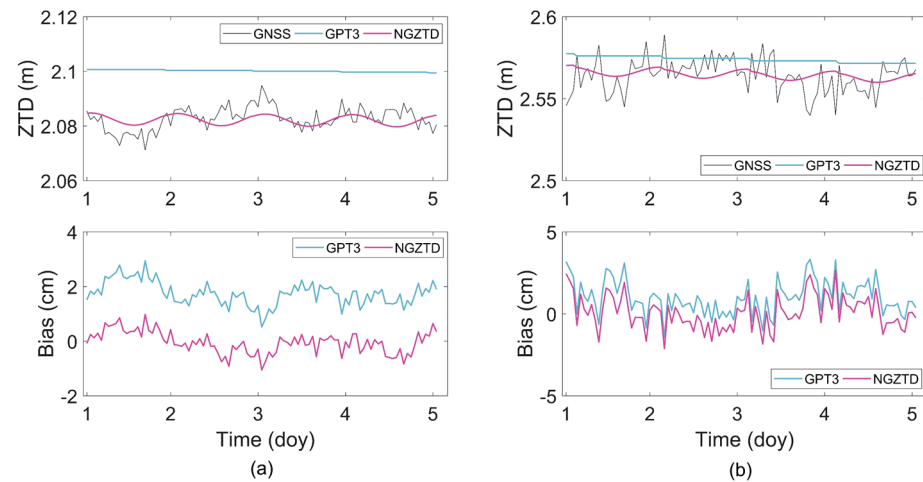 2.12
2.1
2.08
2.06
ZTD (m)
GNSS GPT3 NGZTD
1 2 3 4 5
4
2
0
-2
Bias (cm)
GPT3 NGZTD
1 2 3 4 5
Time (doy)
(a)
2.6
2.55
2.5
ZTD (m)
GNSS GPT3 NGZTD
1 2 3 4 5
5
0
-5
Bias (cm)
GPT3 NGZTD
1 2 3 4 5
Time (doy)
(b)